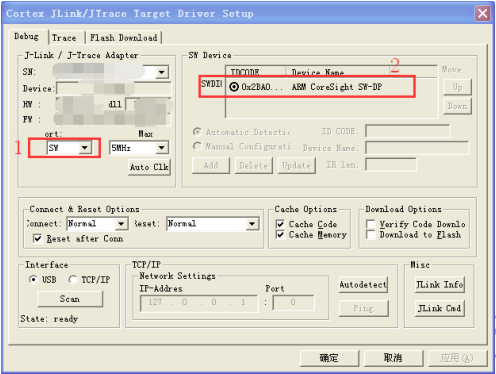 Cortex JLink/JTrace Target Driver Setup
Debug Trace Flash Download
J-Link / J-Trace Adapter
SN:
Device:
HW : dll
FW :
ort: Max
1 SW 5MHz
Auto Clk
SW Device
2
IDCODE Device Name Move
SWDI 0x2BA0... ARM CoreSight SW-DP
Up
Down
Automatic Detectic ID CODE:
Manual Configurati Device Name:
Add Delete Update IR len:
Connect & Reset Options
Connect: Normal Reset: Normal
Reset after Conn
Cache Options
Cache Code
Cache Memory
Download Options
Verify Code Downlo
Download to Flash
Interface
USB TCP/IP
Scan
State: ready
TCP/IP
Network Settings
IP-Addres Port
127 . 0 . 0 . 1 : 0
Autodetect
Ping
Misc
JLink Info
JLink Cmd
确定 取消 应用(A)